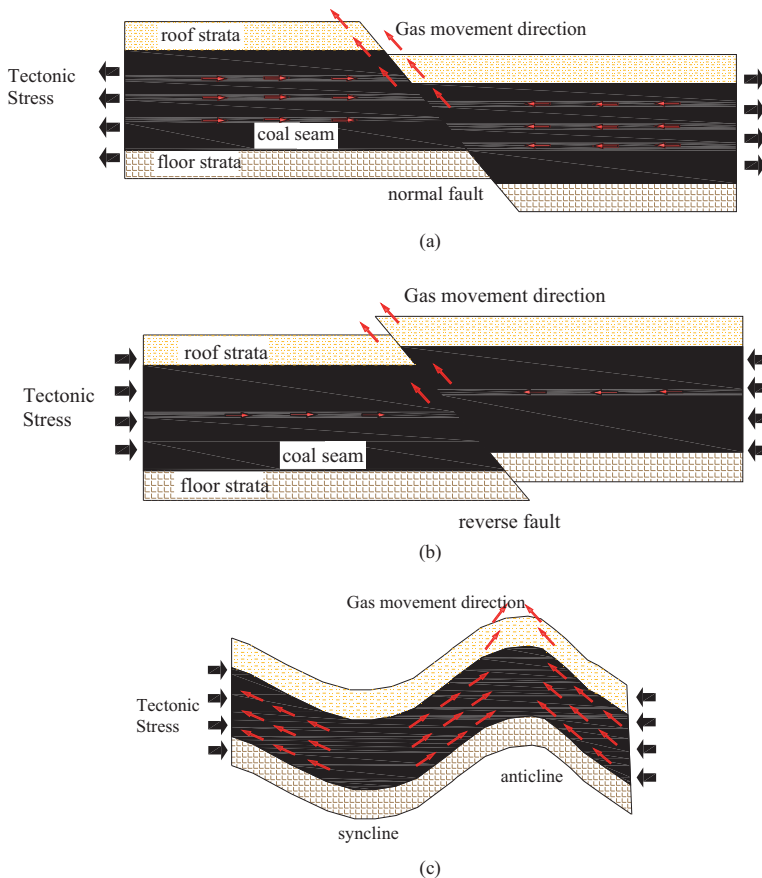 roof strata
Gas movement direction
Tectonic
Stress
coal seam
floor strata
normal fault
(a)
Gas movement direction
roof strata
Tectonic
Stress
coal seam
floor strata
reverse fault
(b)
Gas movement direction
Tectonic
Stress
anticline
syncline
(c)